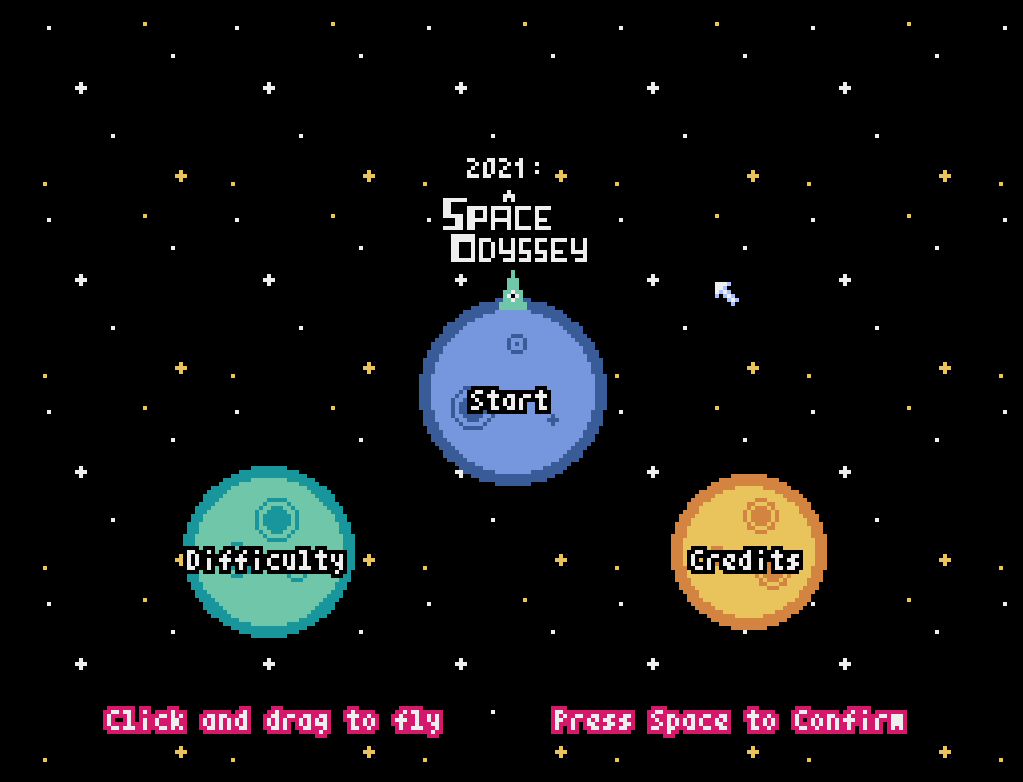 2021:
A
SPACE
ODYSSEY
Start
Difficulty
Credits
Click and drag to fly
Press Space to Confirm